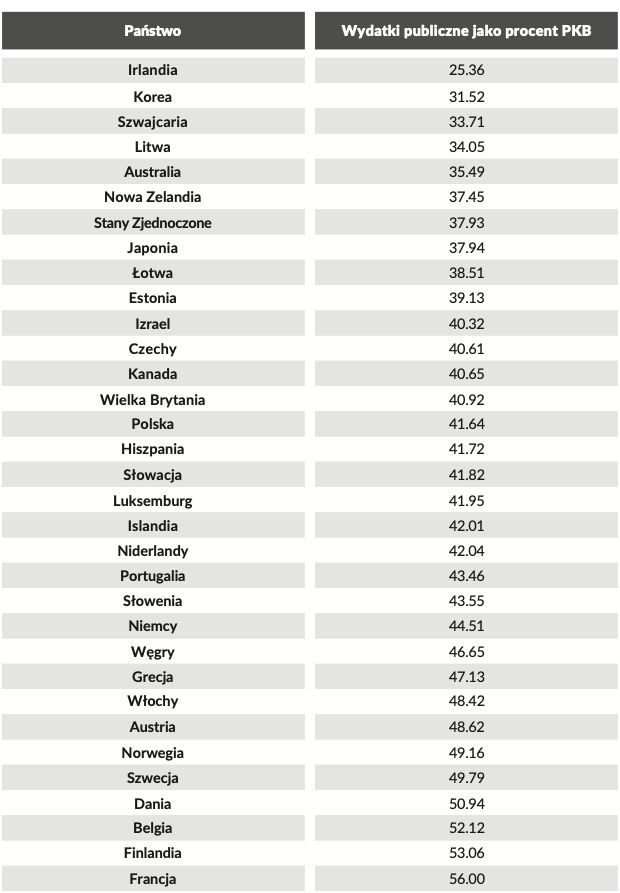 Państwo Wydatki publiczne jako procent PKB
Irlandia 25.36
Korea 31.52
Szwajcaria 33.71
Litwa 34.05
Australia 35.49
Nowa Zelandia 37.45
Stany Zjednoczone 37.93
Japonia 37.94
Łotwa 38.51
Estonia 39.13
Izrael 40.32
Czechy 40.61
Kanada 40.65
Wielka Brytania 40.92
Polska 41.64
Hiszpania 41.72
Słowacja 41.82
Luksemburg 41.95
Islandia 42.01
Niderlandy 42.04
Portugalia 43.46
Słowenia 43.55
Niemcy 44.51
Węgry 46.65
Grecja 47.13
Włochy 48.42
Austria 48.62
Norwegia 49.16
Szwecja 49.79
Dania 50.94
Belgia 52.12
Finlandia 53.06
Francja 56.00